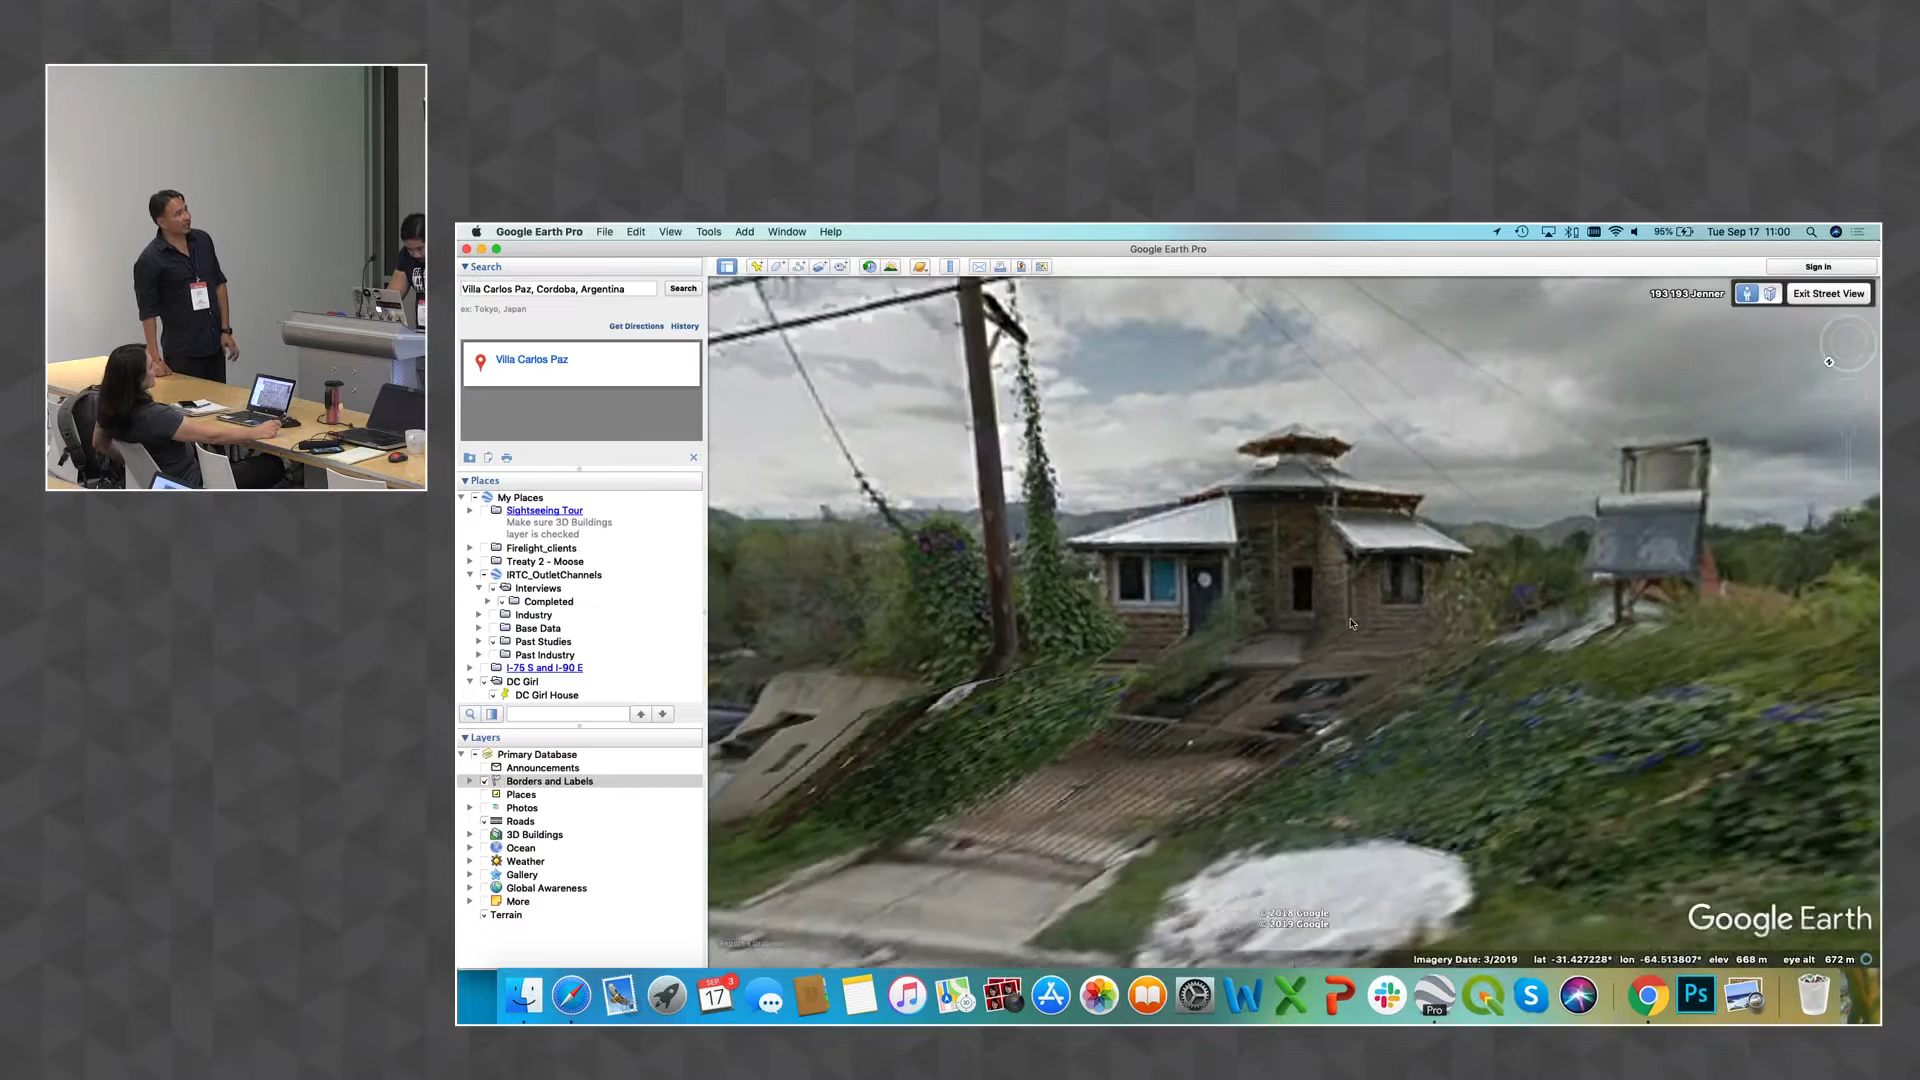 Google Earth Pro File Edit View Tools Add Window Help
95% Tue Sep 17 11:00
Google Earth Pro
Search
Sign in
Villa Carlos Paz, Cordoba, Argentina Search
193 193 Jenner Exit Street View
ex: Tokyo, Japan
Get Directions History
Villa Carlos Paz
Places
My Places
Sightseeing Tour
Make sure 3D Buildings
layer is checked
Firelight_clients
Treaty 2 - Moose
IRTC_OutletChannels
Interviews
Completed
Industry
Base Data
Past Studies
Past Industry
I-75 S and I-90 E
DC Girl
DC Girl House
Layers
Primary Database
Announcements
Borders and Labels
Places
Photos
Roads
3D Buildings
Ocean
Weather
Gallery
Global Awareness
More
Terrain
© 2018 Google
© 2019 Google
Google Earth
Imagery Date: 3/2019 lat -31.427228° lon -64.513807° elev 668 m eye alt 672 m
SEP 3
17
Pro
Ps